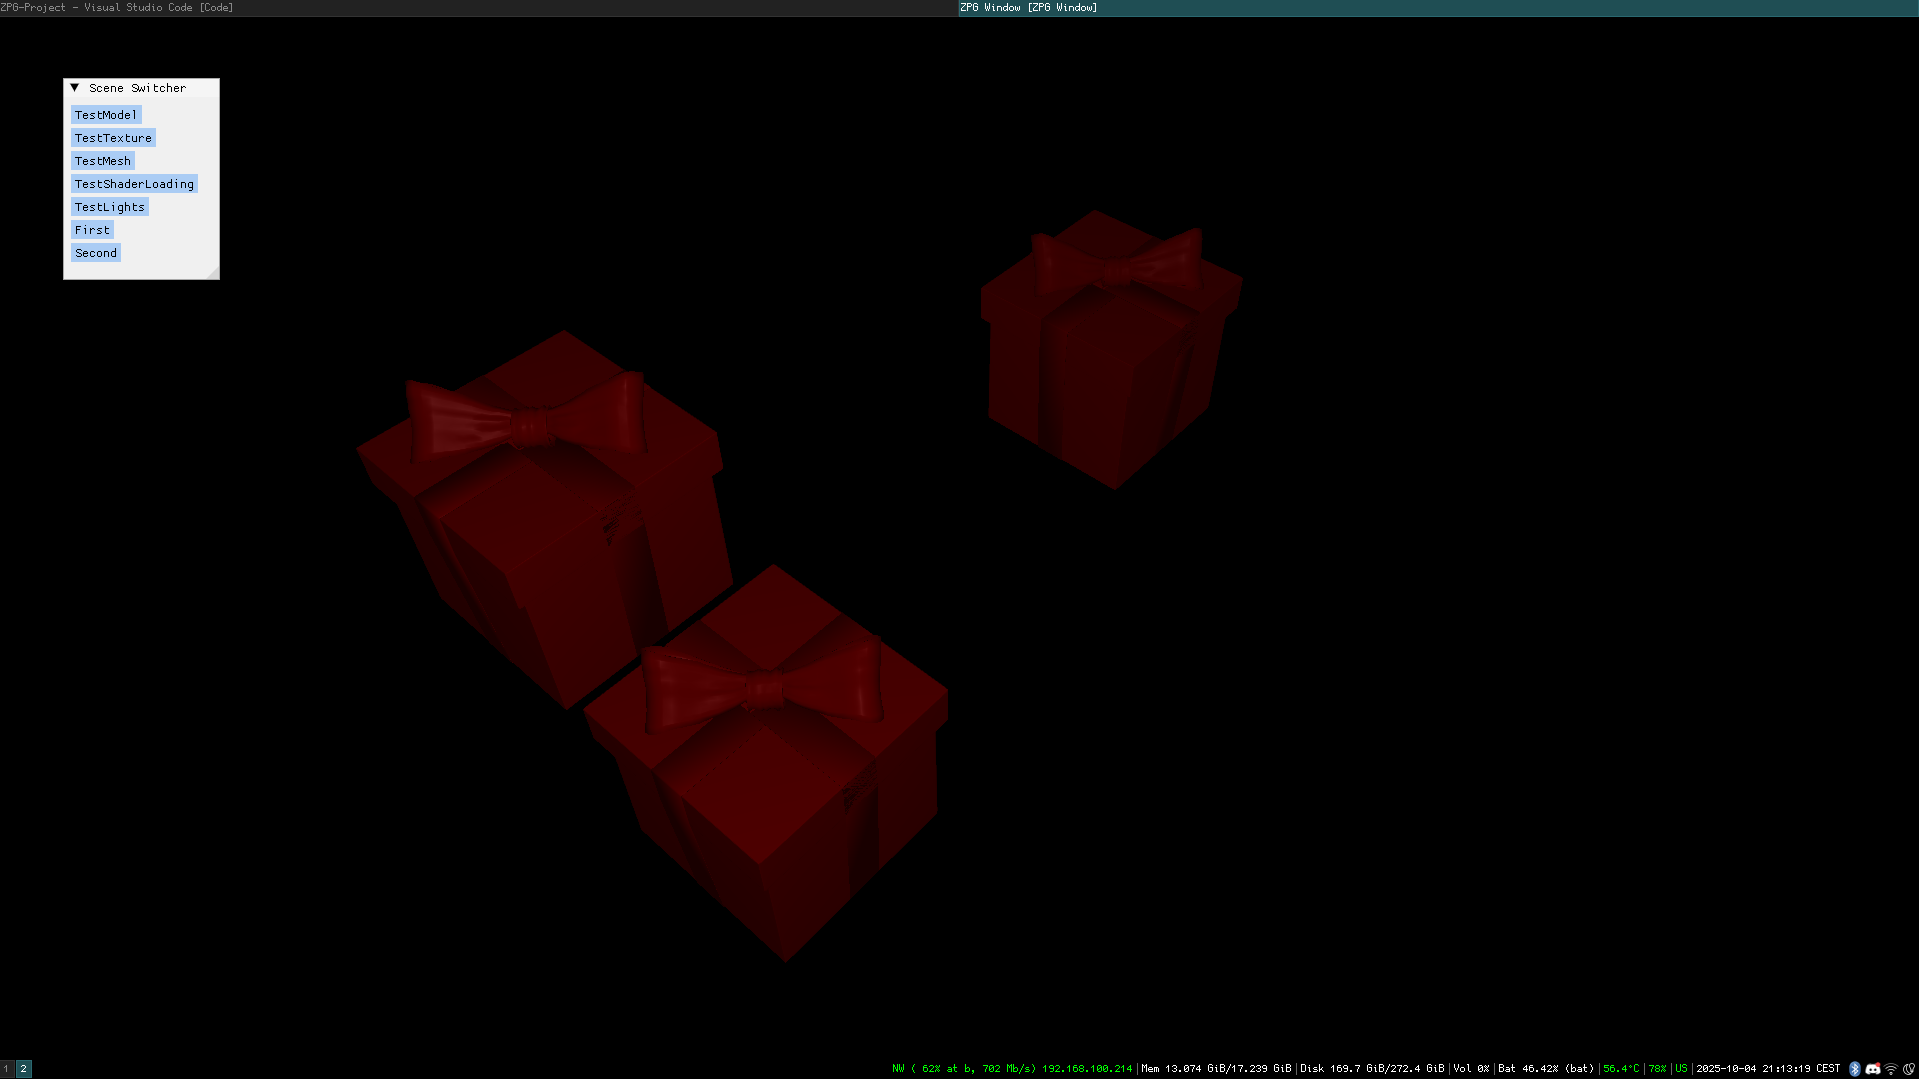 ZPG-Project - Visual Studio Code [Code]
ZPG Window [ZPG Window]
Scene Switcher
TestModel
TestTexture
TestMesh
TestShaderLoading
TestLights
First
Second
1 2
NW ( 62% at b, 702 Mb/s) 192.168.100.214|Mem 13.074 GiB/17.239 GiB|Disk 169.7 GiB/272.4 GiB|Vol 0%|Bat 46.42% (bat)|56.4°C|78%|US|2025-10-04 21:13:19 CEST